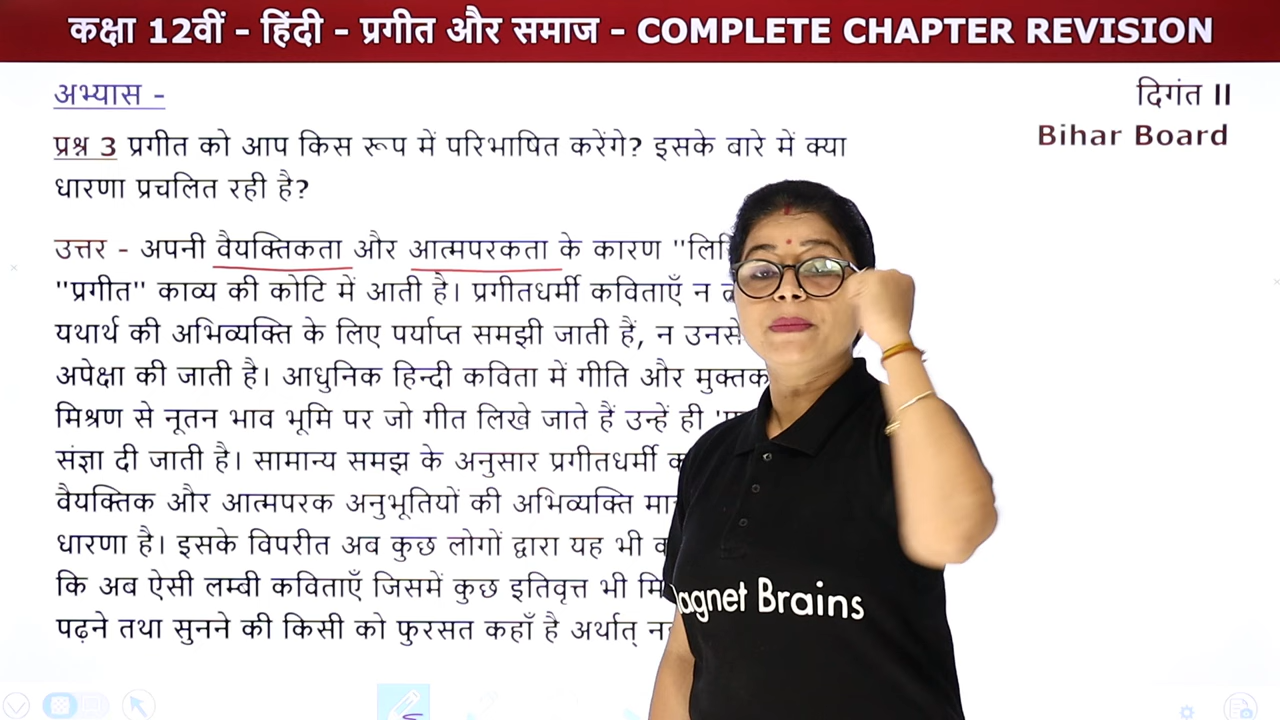 कक्षा 12वीं - हिंदी - प्रगीत और समाज - COMPLETE CHAPTER REVISION
अभ्यास -
दिगंत II
Bihar Board
प्रश्न 3 प्रगीत को आप किस रूप में परिभाषित करेंगे? इसके बारे में क्या
धारणा प्रचलित रही है?
उत्तर - अपनी वैयक्तिकता और आत्मपरकता के कारण
"प्रगीत" काव्य की कोटि में आती है। प्रगीतधर्मी कविताएँ न
यथार्थ की अभिव्यक्ति के लिए पर्याप्त समझी जाती हैं, न उनसे
अपेक्षा की जाती है। आधुनिक हिन्दी कविता में गीति और मुक्तक
मिश्रण से नूतन भाव भूमि पर जो गीत लिखे जाते हैं उन्हें ही
संज्ञा दी जाती है। सामान्य समझ के अनुसार प्रगीतधर्मी
वैयक्तिक और आत्मपरक अनुभूतियों की अभिव्यक्ति
धारणा है। इसके विपरीत अब कुछ लोगों द्वारा यह भी
कि अब ऐसी लम्बी कविताएँ जिसमें कुछ इतिवृत्त भी
पढ़ने तथा सुनने की किसी को फुरसत कहाँ है अर्थात्
agnet Brains